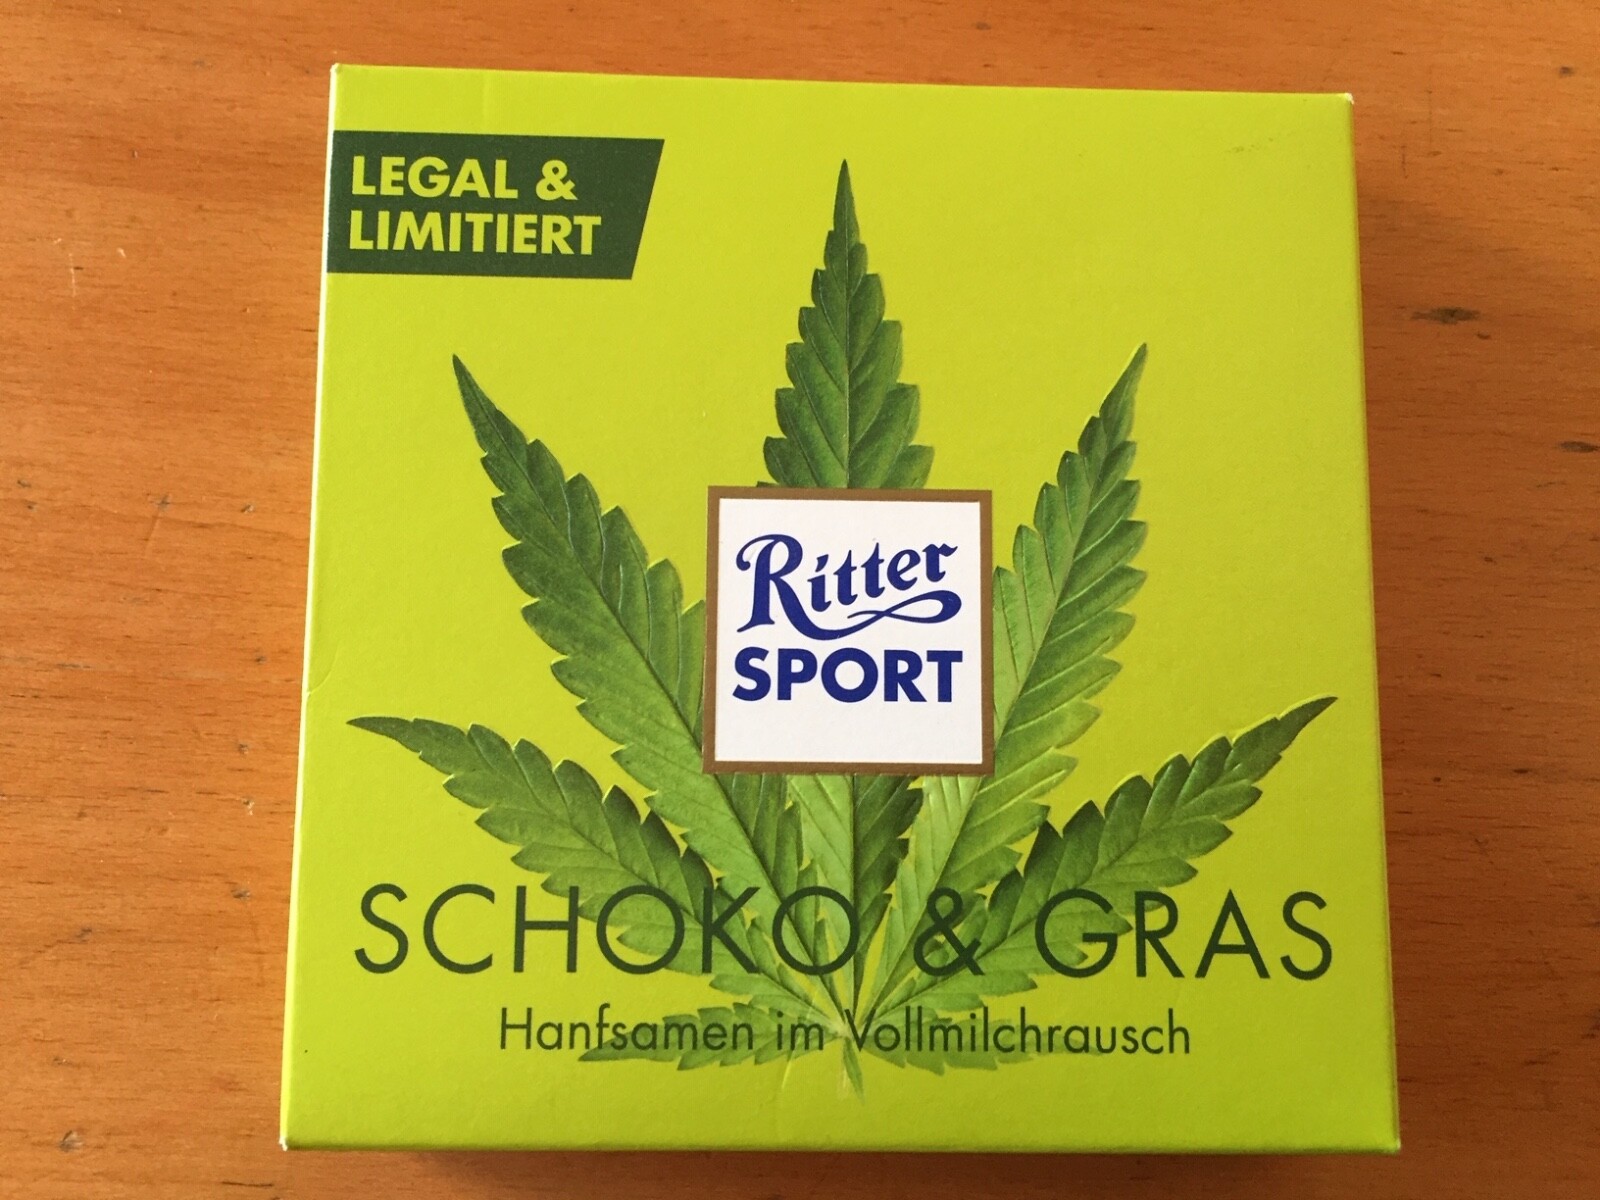 LEGAL &
LIMITIERT
Ritter
SPORT
SCHOKO & GRAS
Hanfsamen im Vollmilchrausch